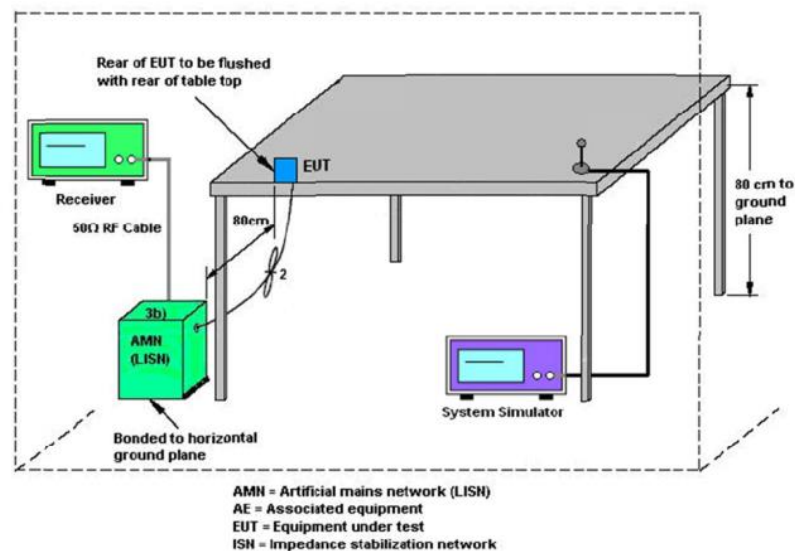 Rear of EUT to be flushed
with rear of table top
EUT
Receiver
50Ω RF Cable
80cm
2
80 cm to
ground
plane
3b)
AMN
(LISN)
System Simulator
Bonded to horizontal
ground plane
AMN = Artificial mains network (LISN)
AE = Associated equipment
EUT = Equipment under test
ISN = Impedance stabilization network